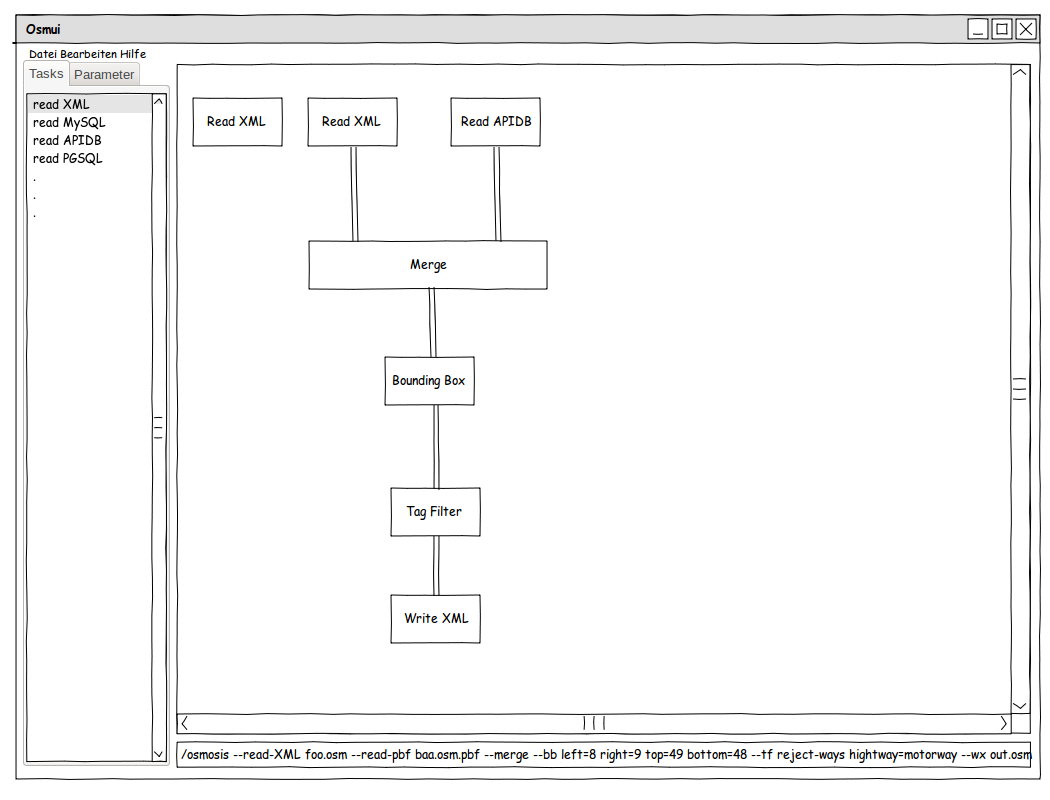 Osmui
Datei Bearbeiten Hilfe
Tasks Parameter
read XML
read MySQL
read APIDB
read PGSQL
.
.
.
Read XML Read XML Read APIDB
Merge
Bounding Box
Tag Filter
Write XML
/osmosis --read-XML foo.osm --read-pbf baa.osm.pbf --merge --bb left=8 right=9 top=49 bottom=48 --tf reject-ways hightway=motorway --wx out.osm